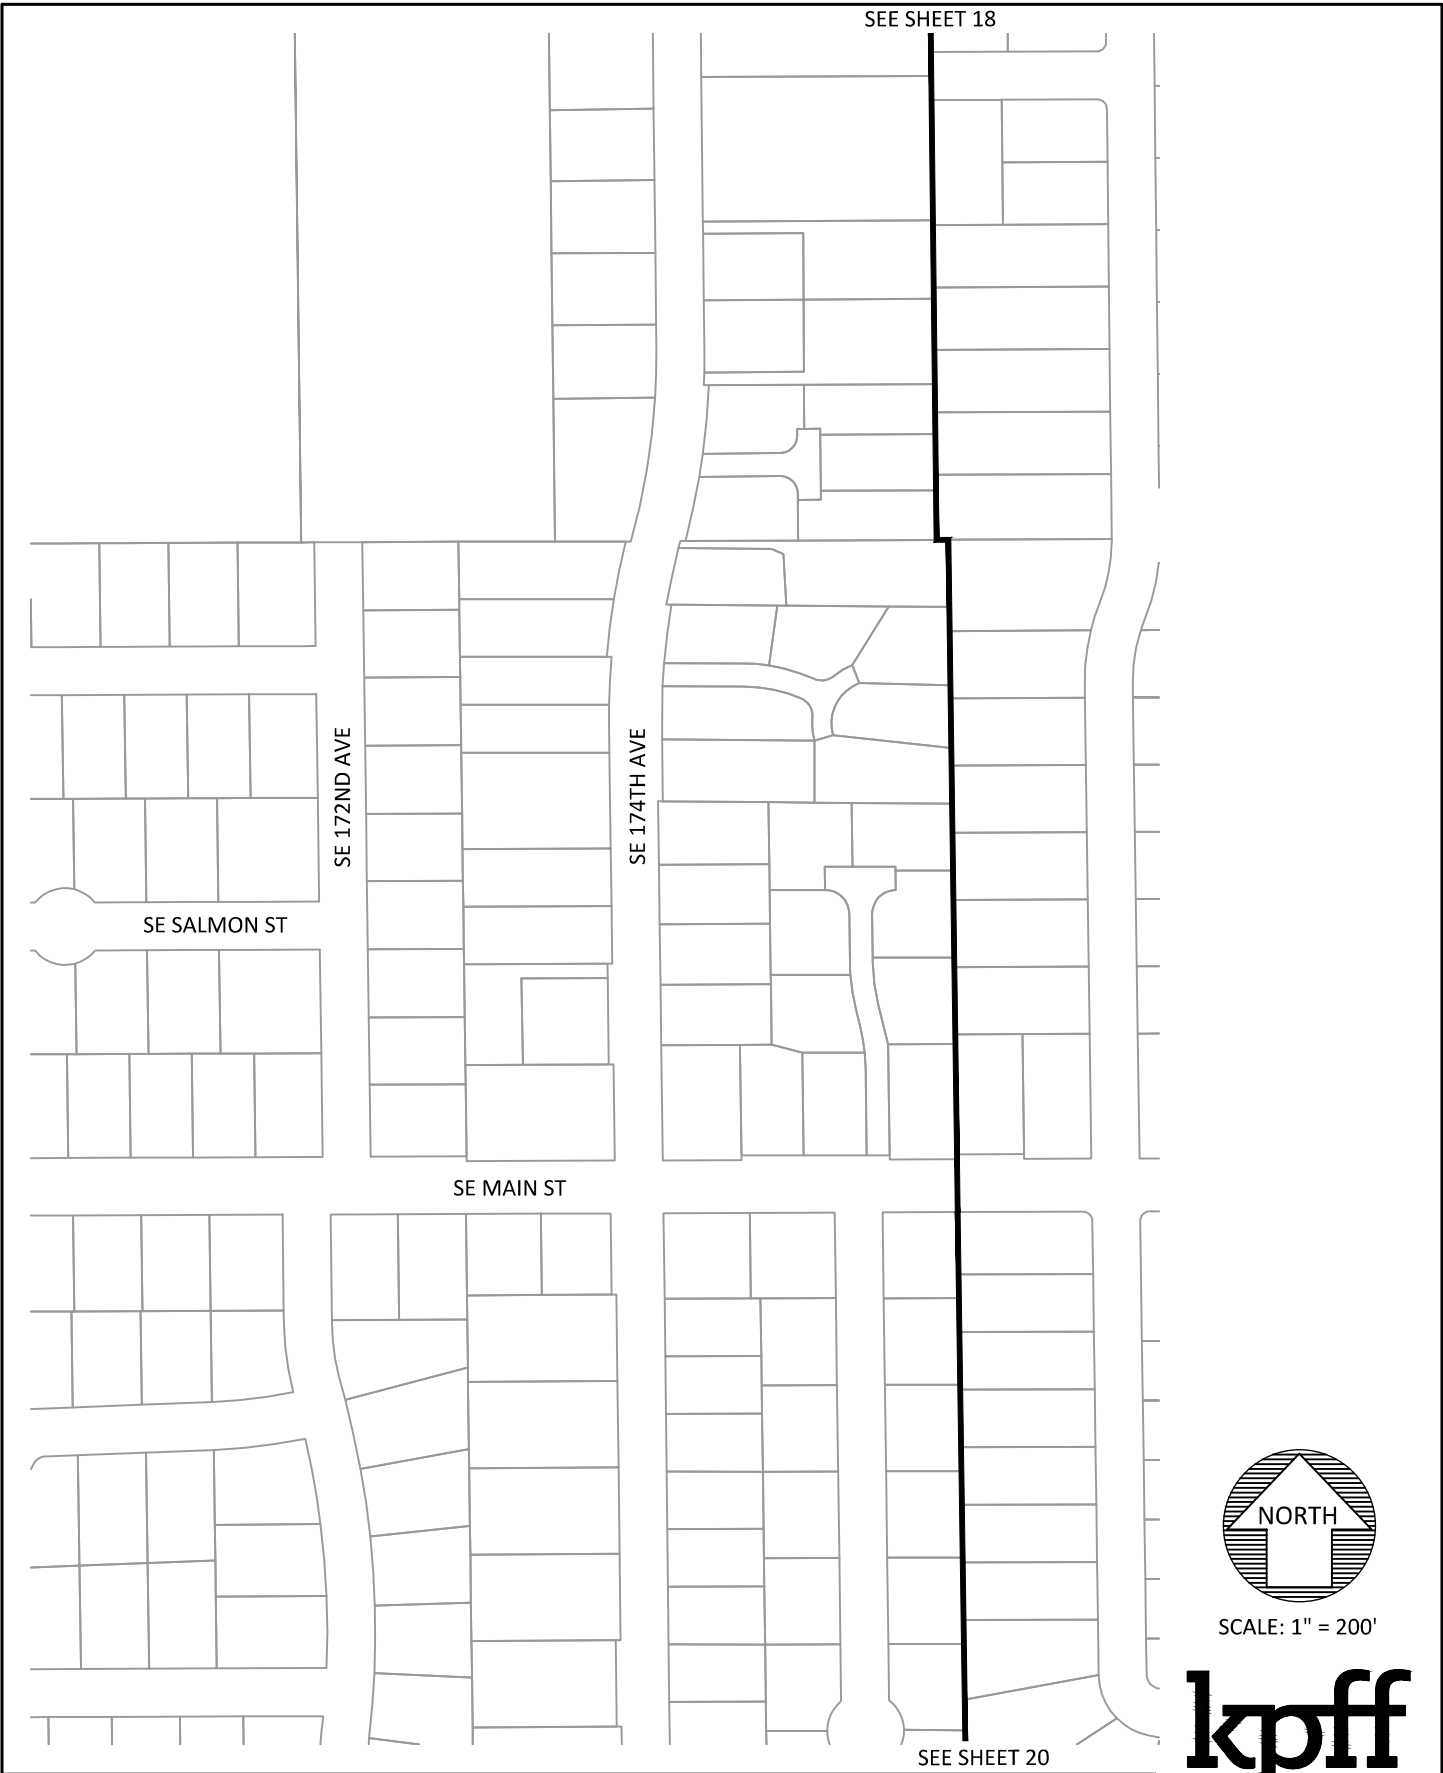 SEE SHEET 18
SE 172ND AVE
SE 174TH AVE
SE SALMON ST
SE MAIN ST
NORTH
SCALE: 1" = 200'
kpff
SEE SHEET 20